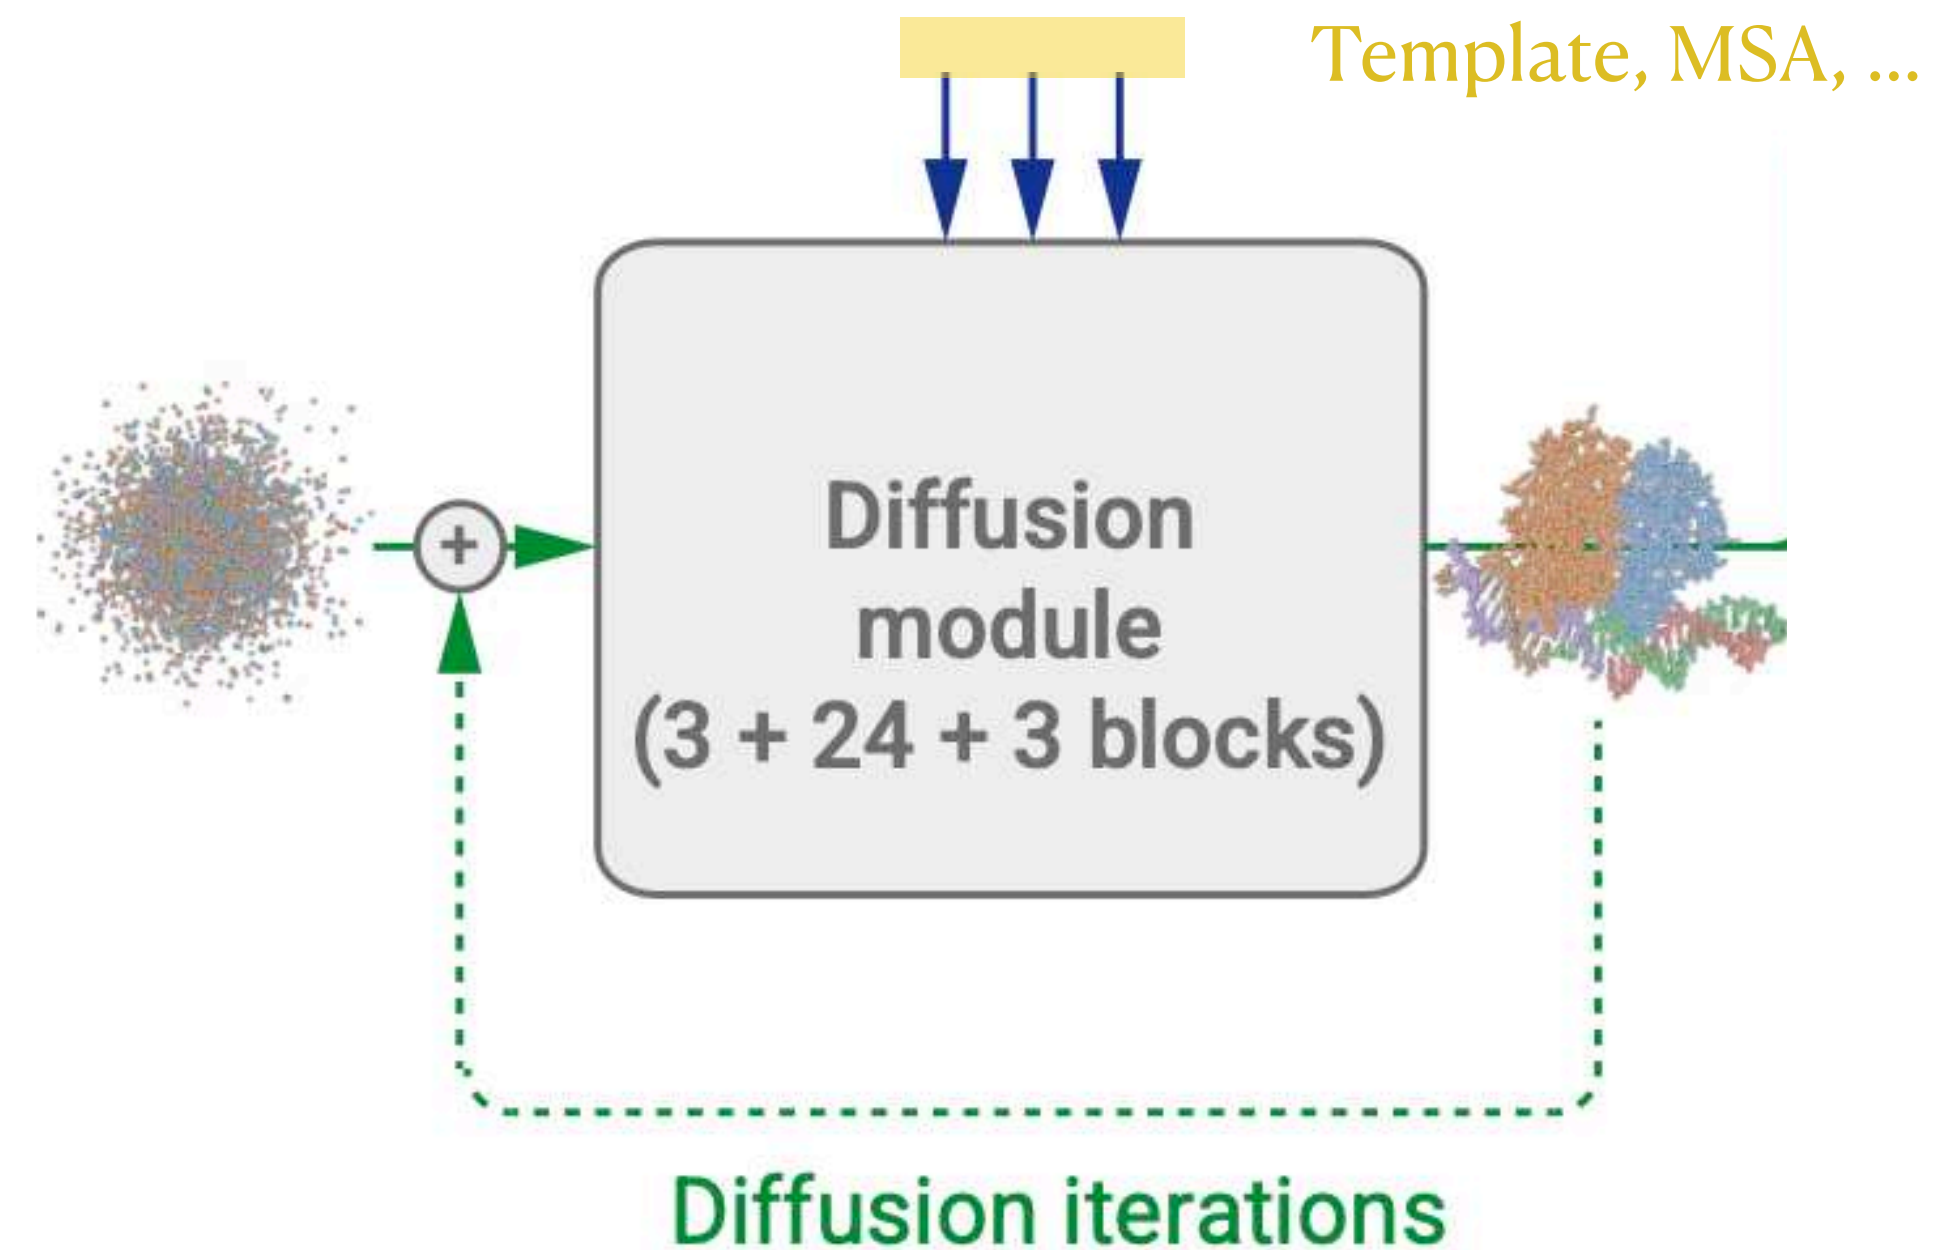 Template, MSA, ...
+
Diffusion
module
(3 + 24 + 3 blocks)
Diffusion iterations